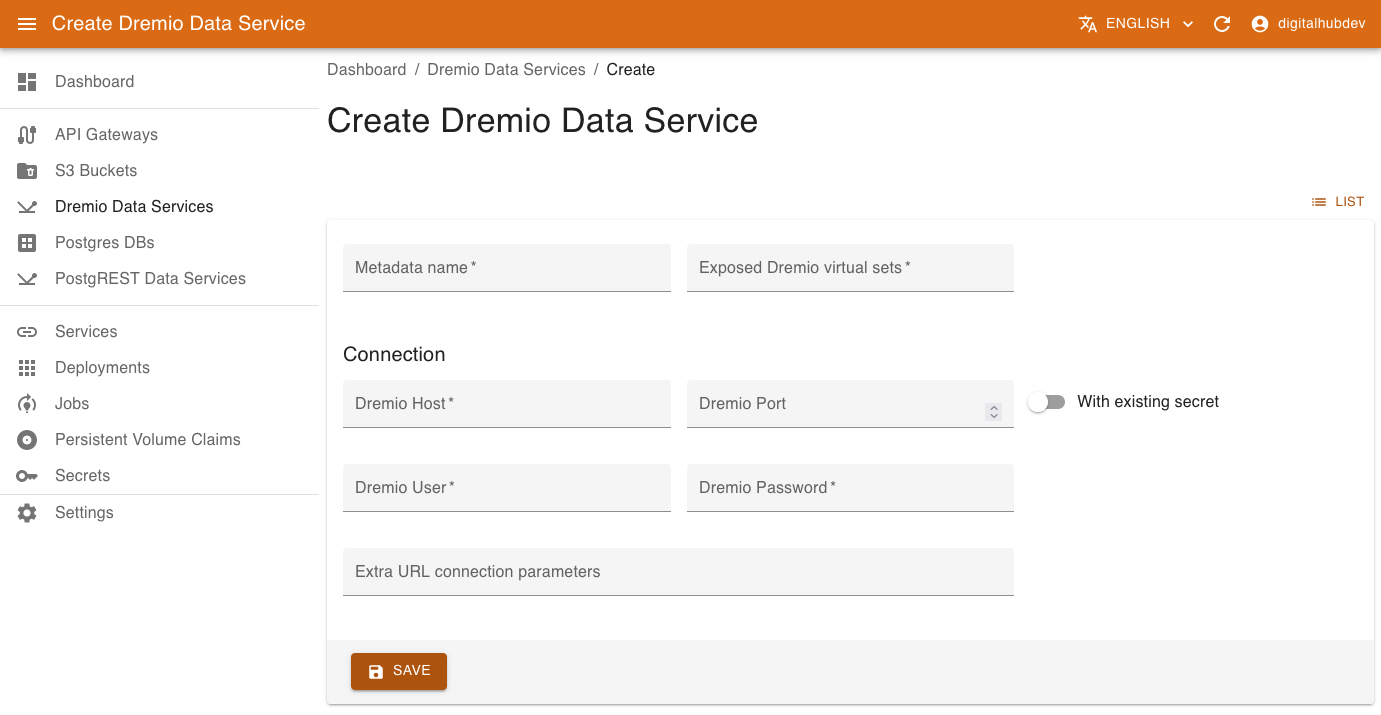 Create Dremio Data Service
ENGLISH
digitalhubdev
Dashboard
API Gateways
S3 Buckets
Dremio Data Services
Postgres DBs
PostgREST Data Services
Services
Deployments
Jobs
Persistent Volume Claims
Secrets
Settings
Dashboard / Dremio Data Services / Create
Create Dremio Data Service
LIST
Metadata name *
Exposed Dremio virtual sets *
Connection
Dremio Host *
Dremio Port
With existing secret
Dremio User *
Dremio Password *
Extra URL connection parameters
SAVE